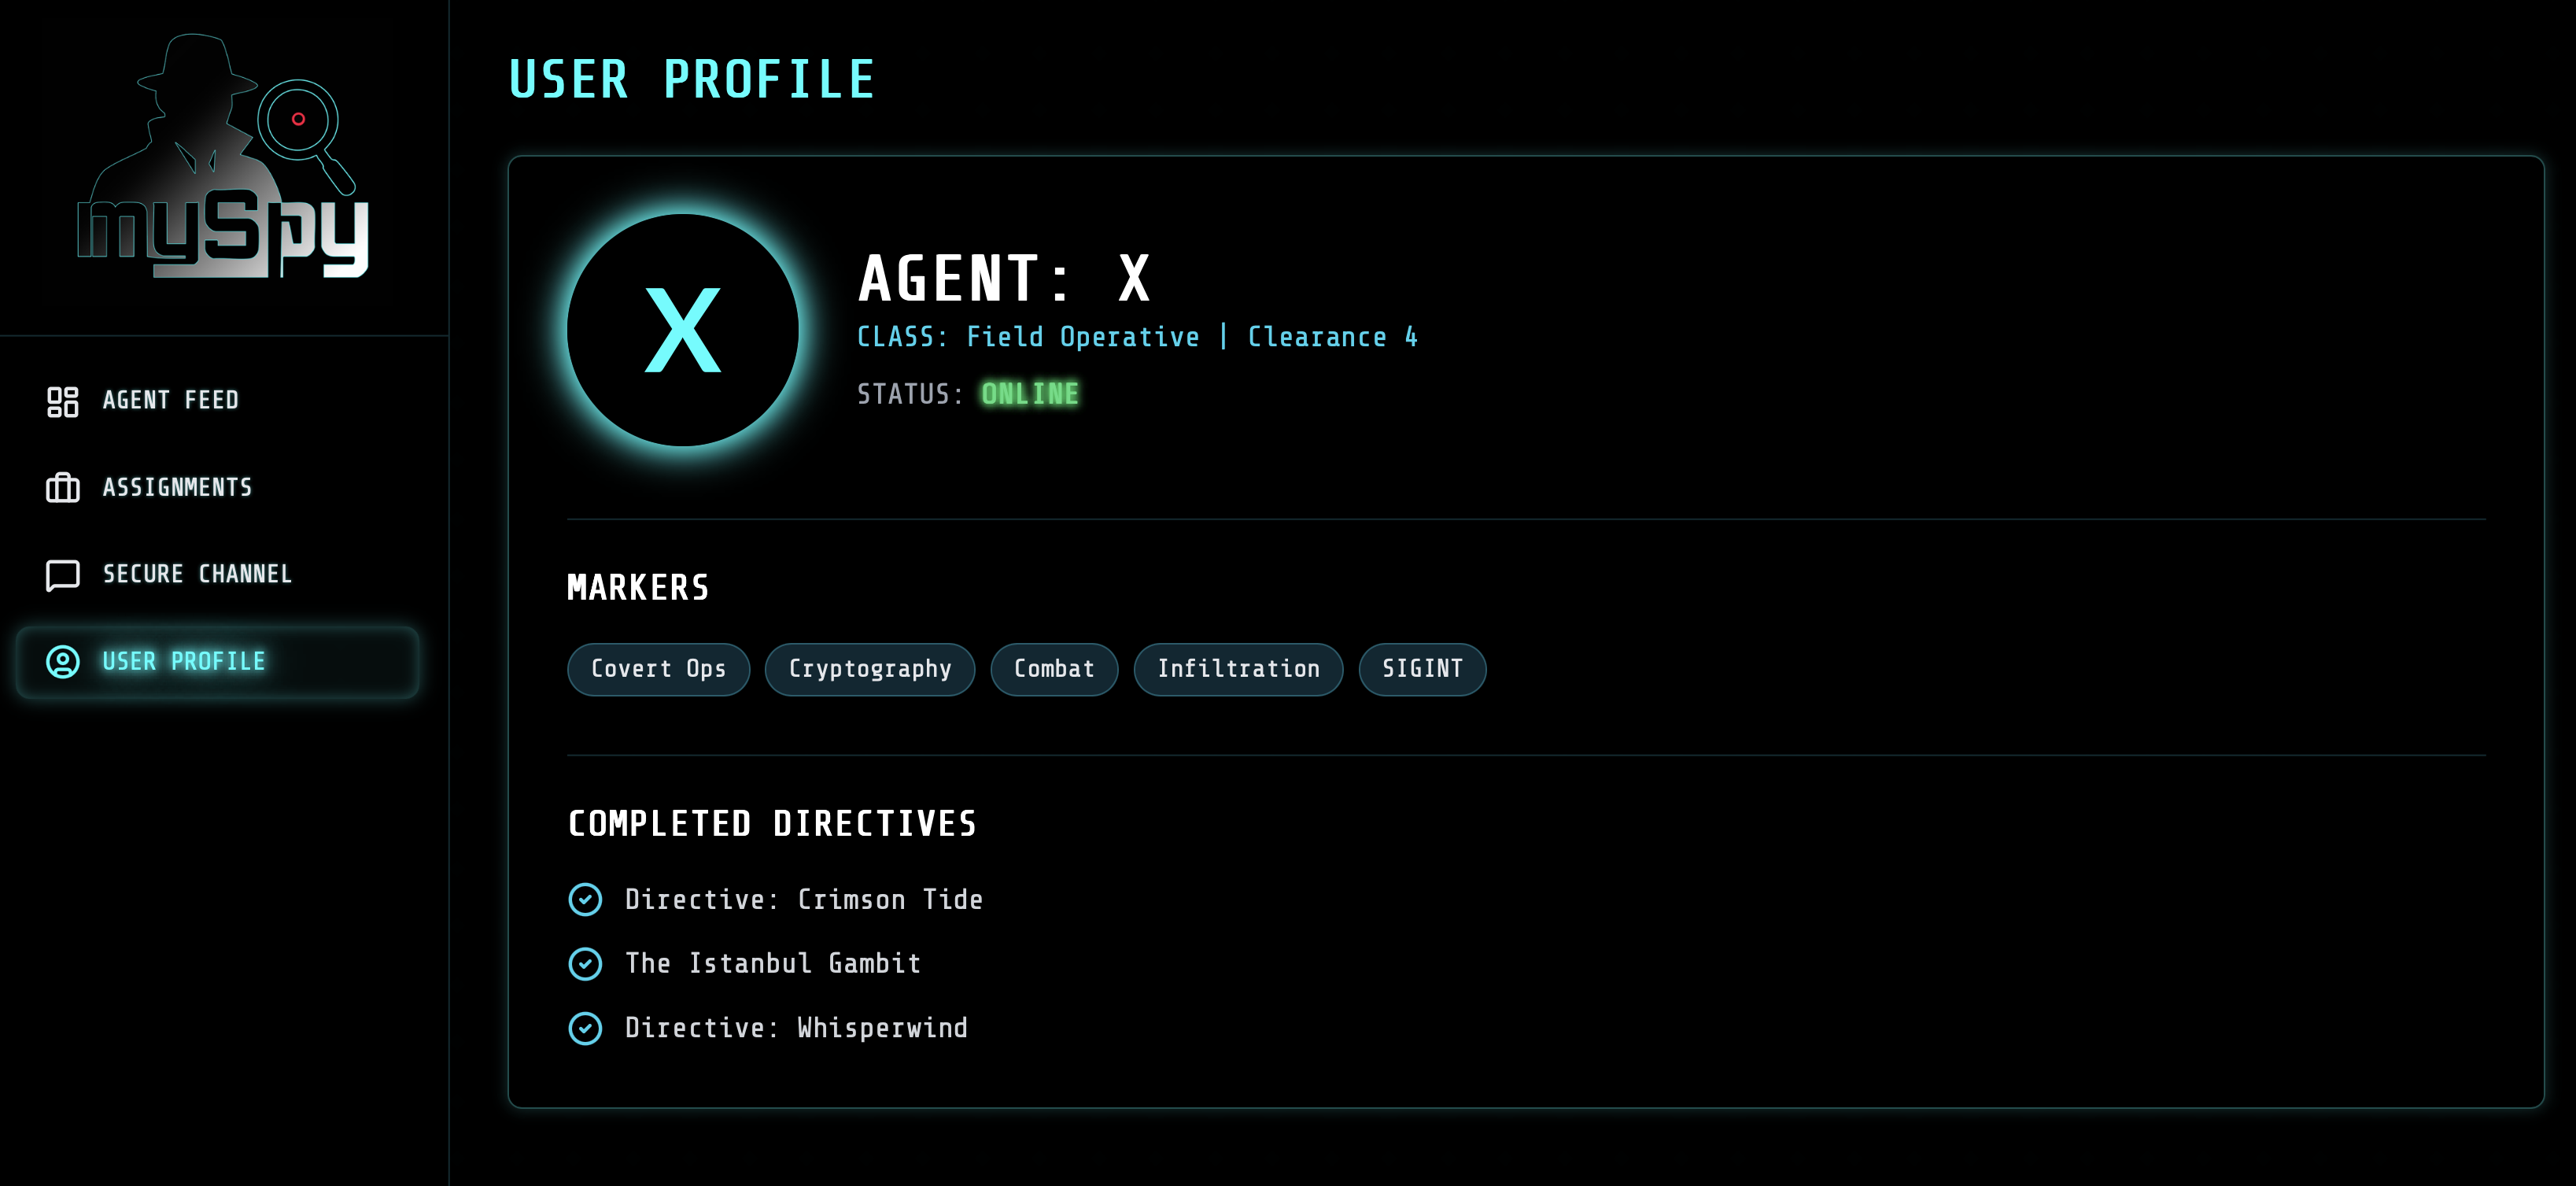 mySpy
AGENT FEED
ASSIGNMENTS
SECURE CHANNEL
USER PROFILE
USER PROFILE
X
AGENT: X
CLASS: Field Operative | Clearance 4
STATUS: ONLINE
MARKERS
Covert Ops
Cryptography
Combat
Infiltration
SIGINT
COMPLETED DIRECTIVES
Directive: Crimson Tide
The Istanbul Gambit
Directive: Whisperwind